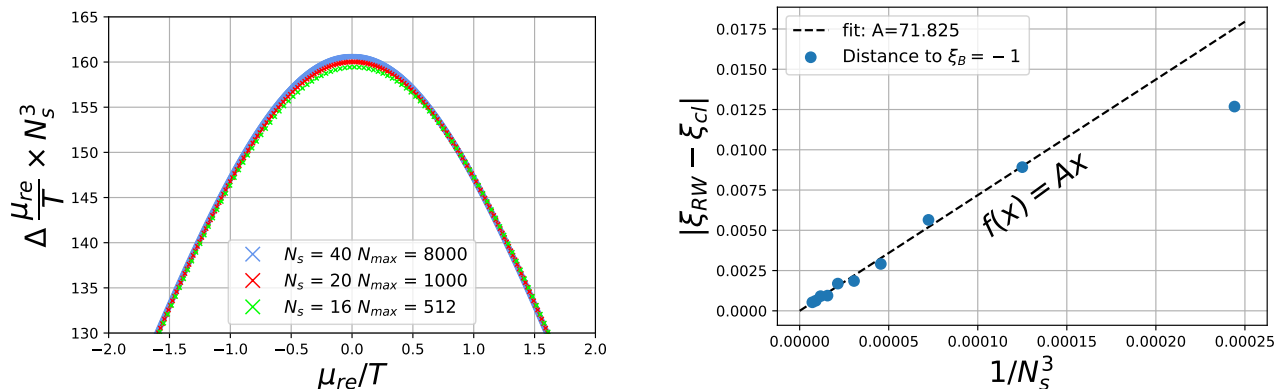 165
160
155
150
145
140
135
130
Δ μ_re/T × N_s^3
N_s = 40 N_max = 8000
N_s = 20 N_max = 1000
N_s = 16 N_max = 512
−2.0 −1.5 −1.0 −0.5 0.0 0.5 1.0 1.5 2.0
μ_re/T
0.0175
0.0150
0.0125
0.0100
0.0075
0.0050
0.0025
0.0000
|ξ_RW − ξ_cl|
fit: A=71.825
Distance to ξ_B = −1
f(x) = Ax
0.00000 0.00005 0.00010 0.00015 0.00020 0.00025
1/N_s^3